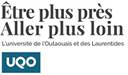 Être plus près
Aller plus loin
L'université de l'Outaouais et des Laurentides
UQO